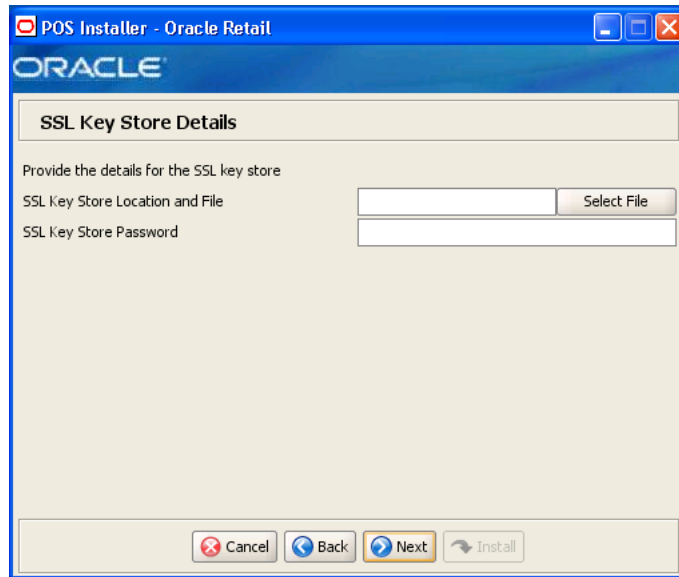 POS Installer - Oracle Retail
ORACLE
SSL Key Store Details
Provide the details for the SSL key store
SSL Key Store Location and File
Select File
SSL Key Store Password
Cancel
Back
Next
Install